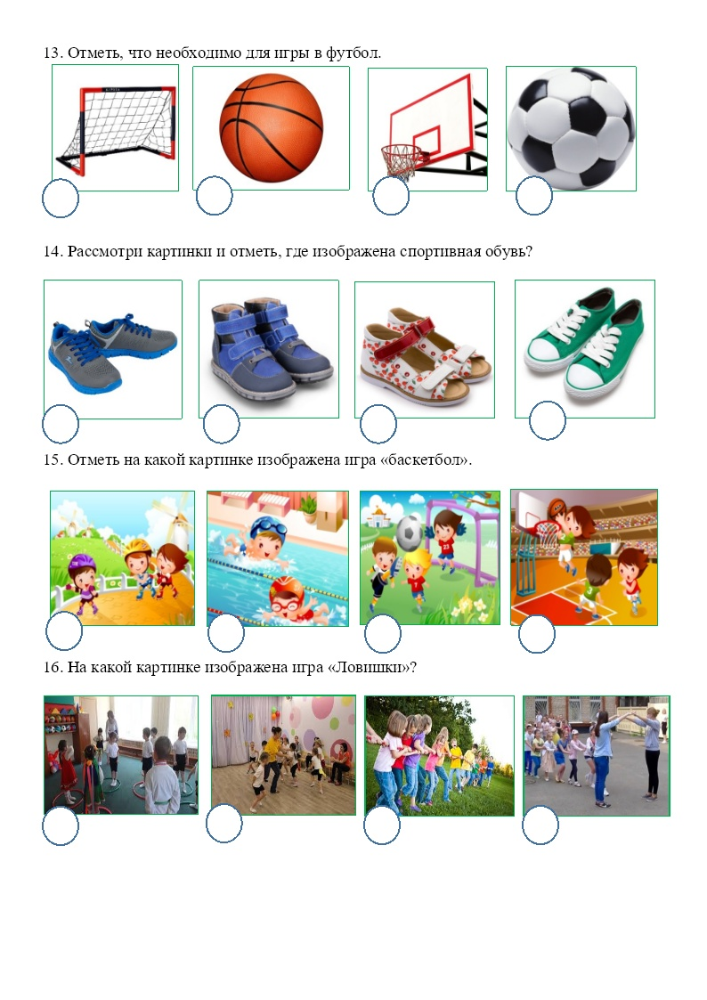 13. Отметь, что необходимо для игры в футбол.
14. Рассмотри картинки и отметь, где изображена спортивная обувь?
15. Отметь на какой картинке изображена игра «баскетбол».
16. На какой картинке изображена игра «Ловишки»?